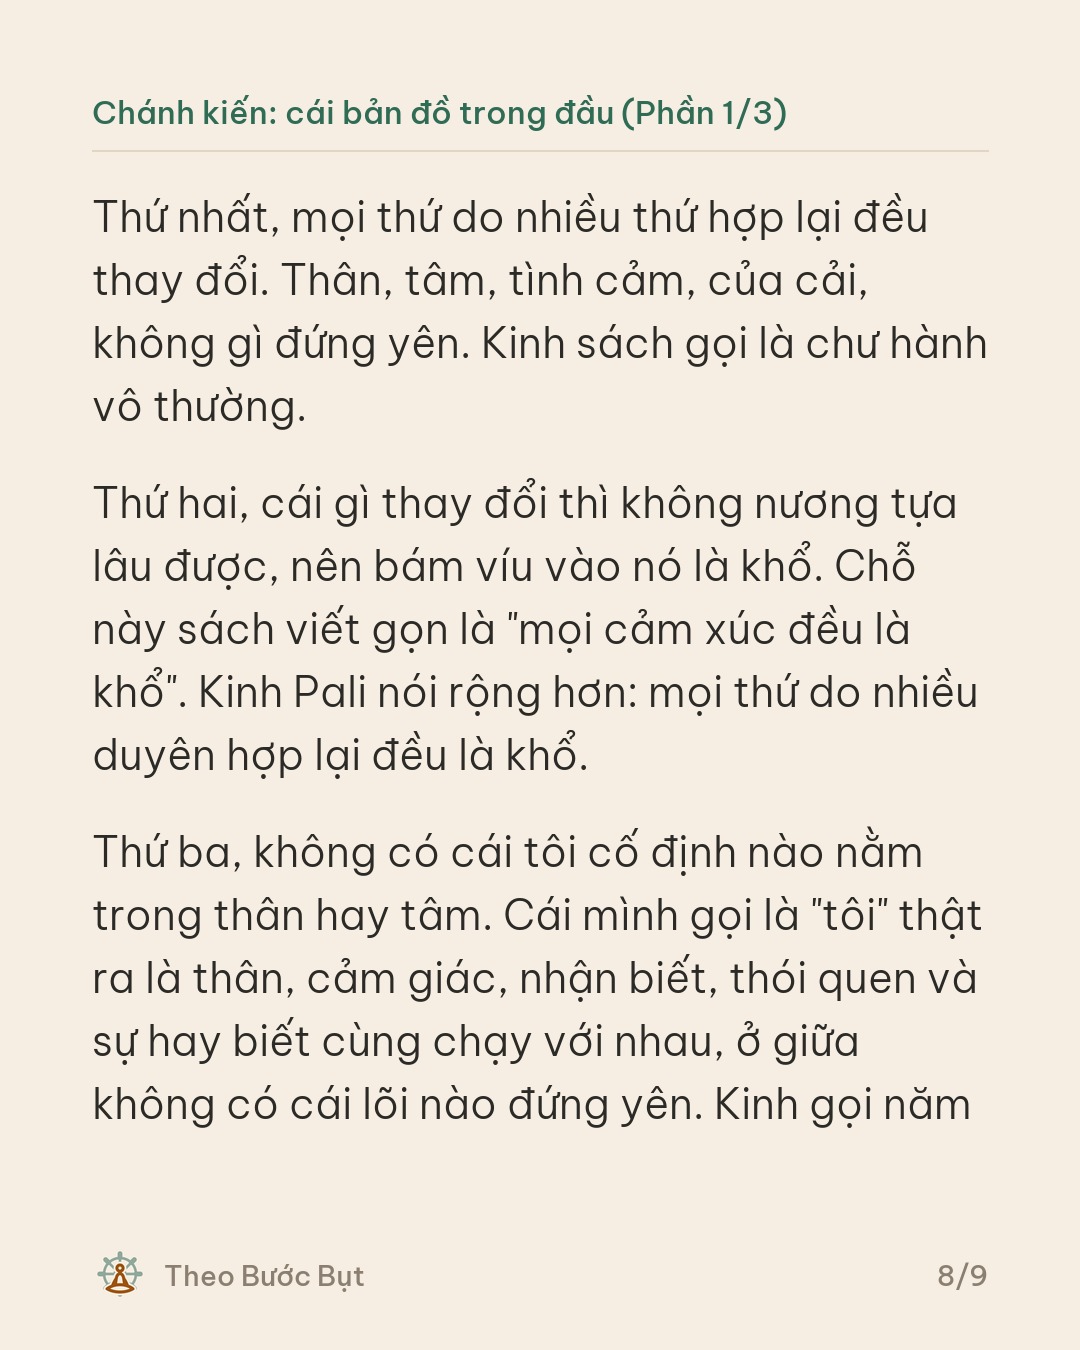 Chánh kiến: cái bản đồ trong đầu (Phần 1/3)
Thứ nhất, mọi thứ do nhiều thứ hợp lại đều
thay đổi. Thân, tâm, tình cảm, của cải,
không gì đứng yên. Kinh sách gọi là chư hành
vô thường.
Thứ hai, cái gì thay đổi thì không nương tựa
lâu được, nên bám víu vào nó là khổ. Chỗ
này sách viết gọn là "mọi cảm xúc đều là
khổ". Kinh Pali nói rộng hơn: mọi thứ do nhiều
duyên hợp lại đều là khổ.
Thứ ba, không có cái tôi cố định nào nằm
trong thân hay tâm. Cái mình gọi là "tôi" thật
ra là thân, cảm giác, nhận biết, thói quen và
sự hay biết cùng chạy với nhau, ở giữa
không có cái lõi nào đứng yên. Kinh gọi năm
Theo Bước Bụt
8/9